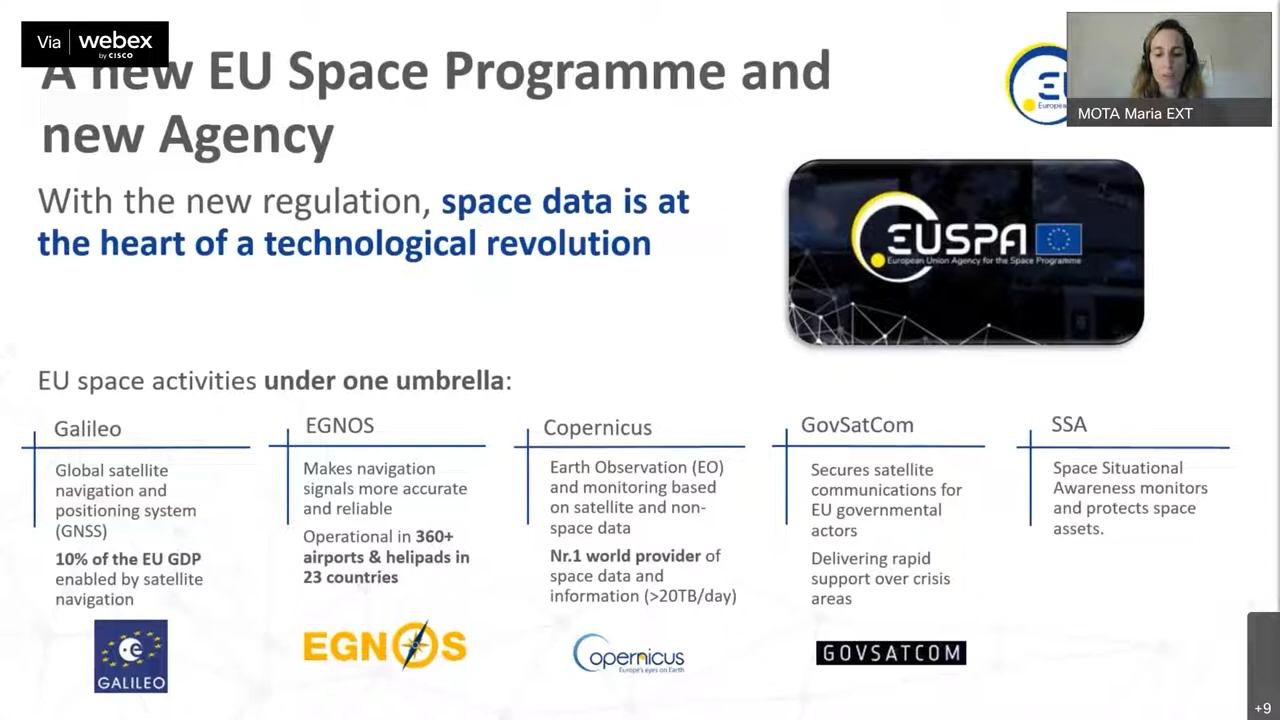 Via webex
by CISCO
A new EU Space Programme and
new Agency
MOTA Maria EXT
With the new regulation, space data is at
the heart of a technological revolution
EUSPA
European Union Agency for the Space Programme
EU space activities under one umbrella:
Galileo
Global satellite
navigation and
positioning system
(GNSS)
10% of the EU GDP
enabled by satellite
navigation
GALILEO
EGNOS
Makes navigation
signals more accurate
and reliable
Operational in 360+
airports & helipads in
23 countries
EGNOS
Copernicus
Earth Observation (EO)
and monitoring based
on satellite and non-
space data
Nr.1 world provider of
space data and
information (>20TB/day)
Copernicus
Europe's eyes on Earth
GovSatCom
Secures satellite
communications for
EU governmental
actors
Delivering rapid
support over crisis
areas
GOVSATCOM
SSA
Space Situational
Awareness monitors
and protects space
assets.
+9